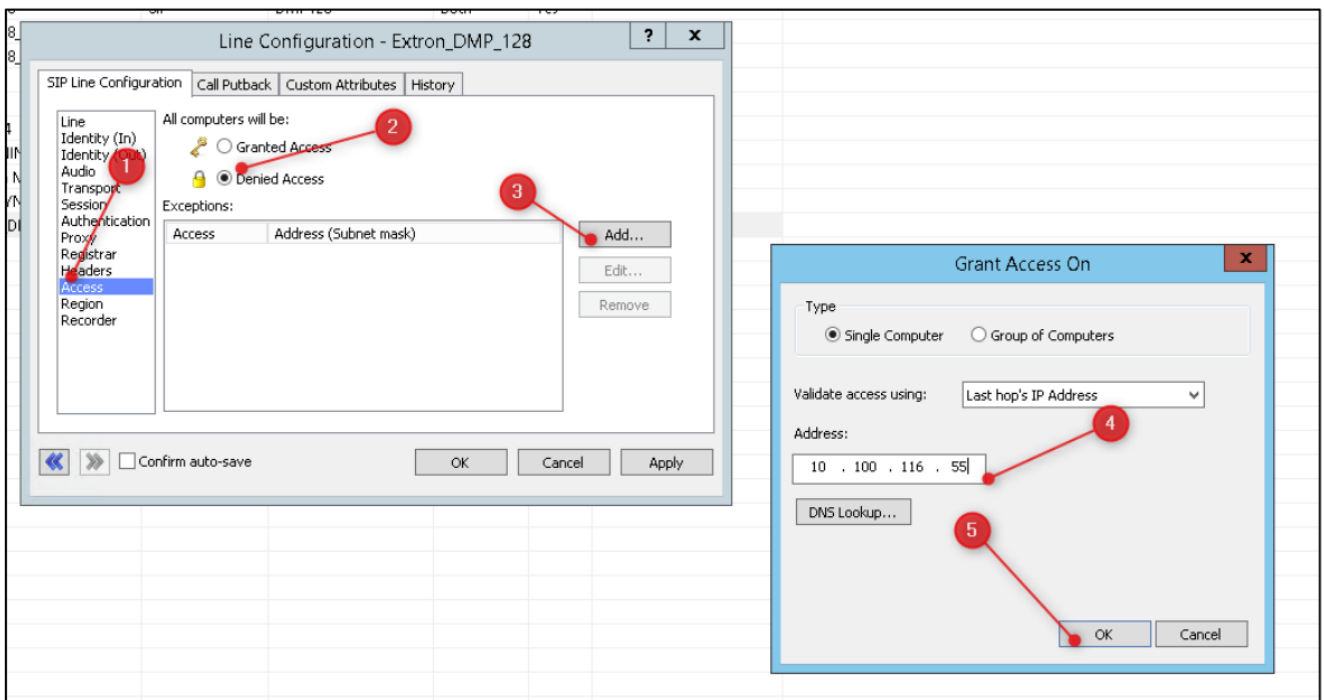 Line Configuration - Extron_DMP_128
? x
SIP Line Configuration Call Putback Custom Attributes History
Line
Identity (In)
Identity (Out)
Audio
Transport
Session
Authentication
Proxy
Registrar
Headers
Access
Region
Recorder
All computers will be:
Granted Access
Denied Access
Exceptions:
Access Address (Subnet mask)
Add...
Edit...
Remove
Confirm auto-save
OK Cancel Apply
1
2
3
Grant Access On
x
Type
Single Computer Group of Computers
Validate access using: Last hop's IP Address
Address:
10 . 100 . 116 . 55
DNS Lookup...
OK Cancel
4
5